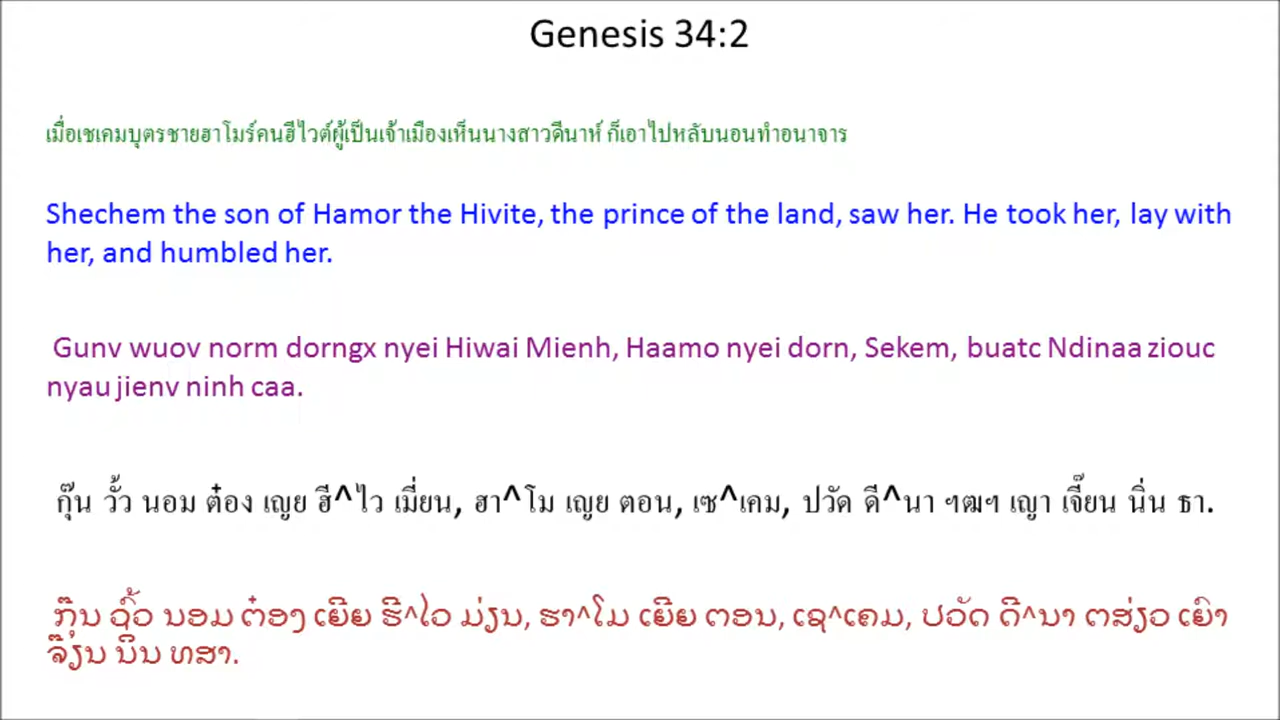 Genesis 34:2
เมื่อเชเคมบุตรชายฮาโมร์คนฮีไวต์ผู้เป็นเจ้าเมืองเห็นนางสาวดีนาห์ ก็เอาไปหลับนอนทำอนาจาร
Shechem the son of Hamor the Hivite, the prince of the land, saw her. He took her, lay with
her, and humbled her.
Gunv wuov norm dorngx nyei Hiwai Mienh, Haamo nyei dorn, Sekem, buatc Ndinaa ziouc
nyau jienv ninh caa.
กุ๊น วั้ว นอม ต๋อง เญย ฮี^ไว เมี่ยน, ฮา^โม เญย ตอน, เซ^เคม, ปวัด ดี^นา ฯฒฯ เญา เจี๊ยน นิ่น ธา.
ກຸ໊ນ ວົ້ວ ນອມ ຕ໋ອງ ເຍີຍ ຮີ^ໄວ ມ່ຽນ, ຮາ^ໂມ ເຍີຍ ຕອນ, ເຊ^ເຄມ, ປວັດ ດີ^ນາ ຕສ່ຽວ ເຍົາ
ຈ໊ຽນ ນິ່ນ ທສາ.